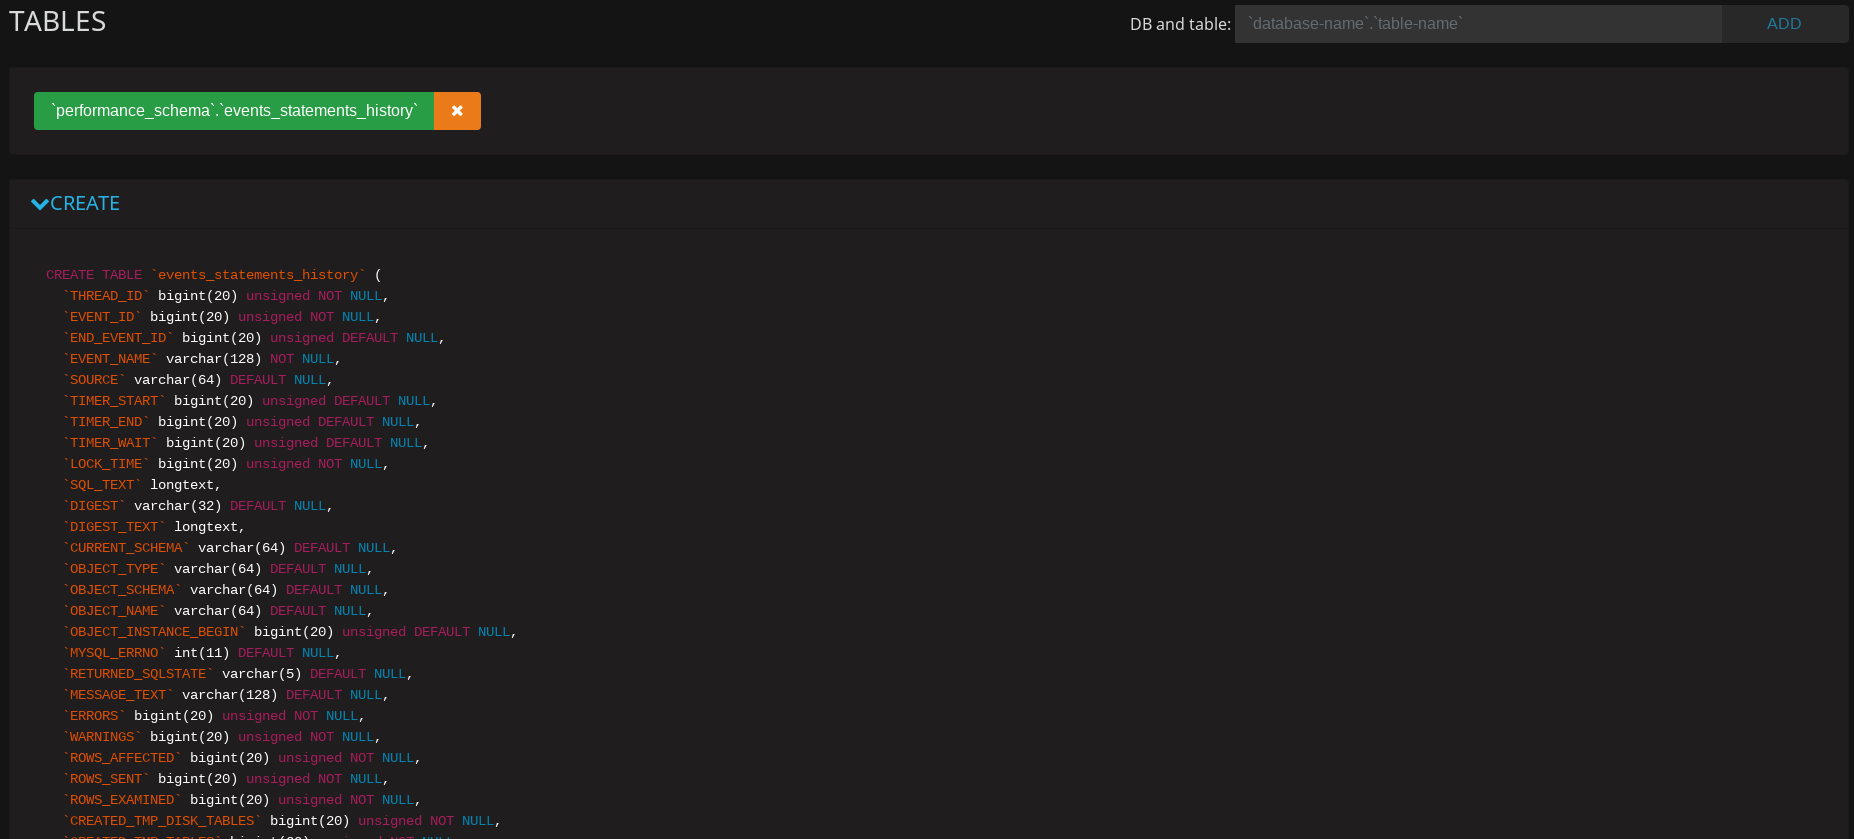 TABLES
DB and table: `database-name`.`table-name` ADD
`performance_schema`.`events_statements_history` ✖
CREATE
CREATE TABLE `events_statements_history` (
  `THREAD_ID` bigint(20) unsigned NOT NULL,
  `EVENT_ID` bigint(20) unsigned NOT NULL,
  `END_EVENT_ID` bigint(20) unsigned DEFAULT NULL,
  `EVENT_NAME` varchar(128) NOT NULL,
  `SOURCE` varchar(64) DEFAULT NULL,
  `TIMER_START` bigint(20) unsigned DEFAULT NULL,
  `TIMER_END` bigint(20) unsigned DEFAULT NULL,
  `TIMER_WAIT` bigint(20) unsigned DEFAULT NULL,
  `LOCK_TIME` bigint(20) unsigned NOT NULL,
  `SQL_TEXT` longtext,
  `DIGEST` varchar(32) DEFAULT NULL,
  `DIGEST_TEXT` longtext,
  `CURRENT_SCHEMA` varchar(64) DEFAULT NULL,
  `OBJECT_TYPE` varchar(64) DEFAULT NULL,
  `OBJECT_SCHEMA` varchar(64) DEFAULT NULL,
  `OBJECT_NAME` varchar(64) DEFAULT NULL,
  `OBJECT_INSTANCE_BEGIN` bigint(20) unsigned DEFAULT NULL,
  `MYSQL_ERRNO` int(11) DEFAULT NULL,
  `RETURNED_SQLSTATE` varchar(5) DEFAULT NULL,
  `MESSAGE_TEXT` varchar(128) DEFAULT NULL,
  `ERRORS` bigint(20) unsigned NOT NULL,
  `WARNINGS` bigint(20) unsigned NOT NULL,
  `ROWS_AFFECTED` bigint(20) unsigned NOT NULL,
  `ROWS_SENT` bigint(20) unsigned NOT NULL,
  `ROWS_EXAMINED` bigint(20) unsigned NOT NULL,
  `CREATED_TMP_DISK_TABLES` bigint(20) unsigned NOT NULL,